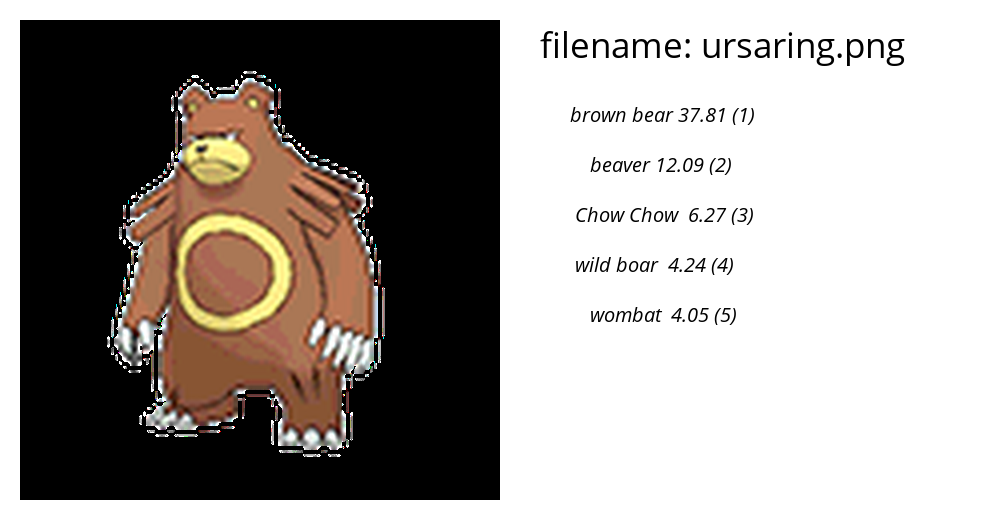 filename: ursaring.png
brown bear 37.81 (1)
beaver 12.09 (2)
Chow Chow  6.27 (3)
wild boar  4.24 (4)
wombat  4.05 (5)